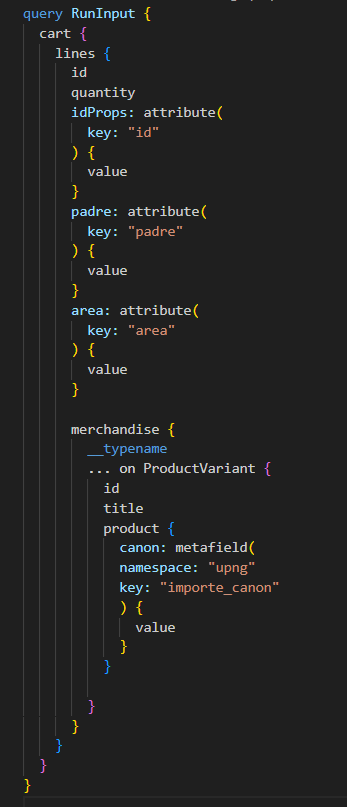 query RunInput {
  cart {
    lines {
      id
      quantity
      idProps: attribute(
        key: "id"
      ) {
        value
      }
      padre: attribute(
        key: "padre"
      ) {
        value
      }
      area: attribute(
        key: "area"
      ) {
        value
      }

      merchandise {
        __typename
        ... on ProductVariant {
          id
          title
          product {
            canon: metafield(
            namespace: "upng"
            key: "importe_canon"
            ) {
              value
            }
          }

        }
      }
    }
  }
}